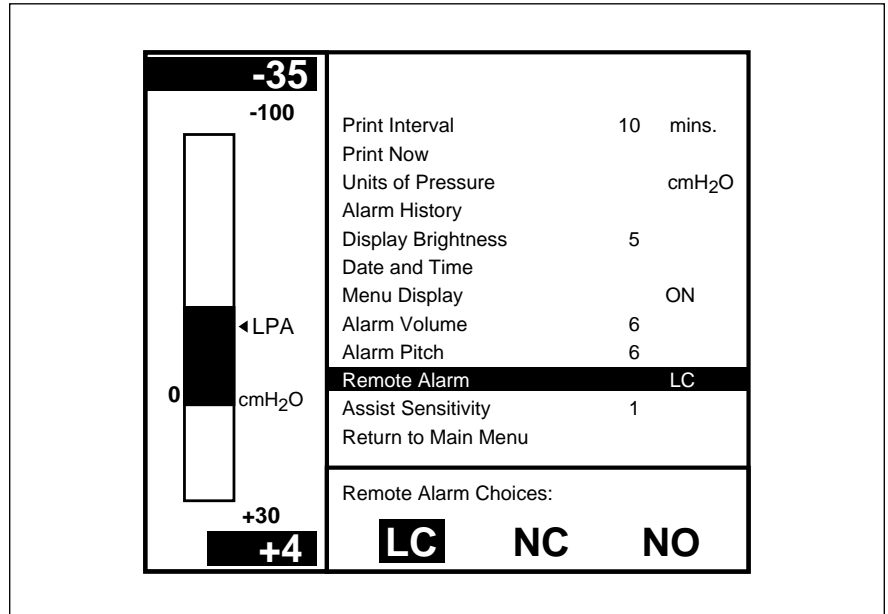 -35
-100
◄LPA
0
cmH₂O
+30
+4
Print Interval 10 mins.
Print Now
Units of Pressure cmH₂O
Alarm History
Display Brightness 5
Date and Time
Menu Display ON
Alarm Volume 6
Alarm Pitch 6
Remote Alarm LC
Assist Sensitivity 1
Return to Main Menu
Remote Alarm Choices:
LC NC NO